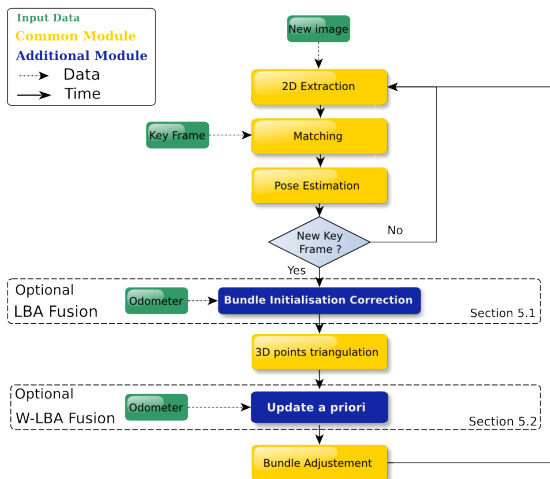 Input Data
Common Module
Additional Module
Data
Time
New image
2D Extraction
Key Frame
Matching
Pose Estimation
New Key
Frame ?
No
Yes
Optional
LBA Fusion
Odometer
Bundle Initialisation Correction
Section 5.1
3D points triangulation
Optional
W-LBA Fusion
Odometer
Update a priori
Section 5.2
Bundle Adjustement